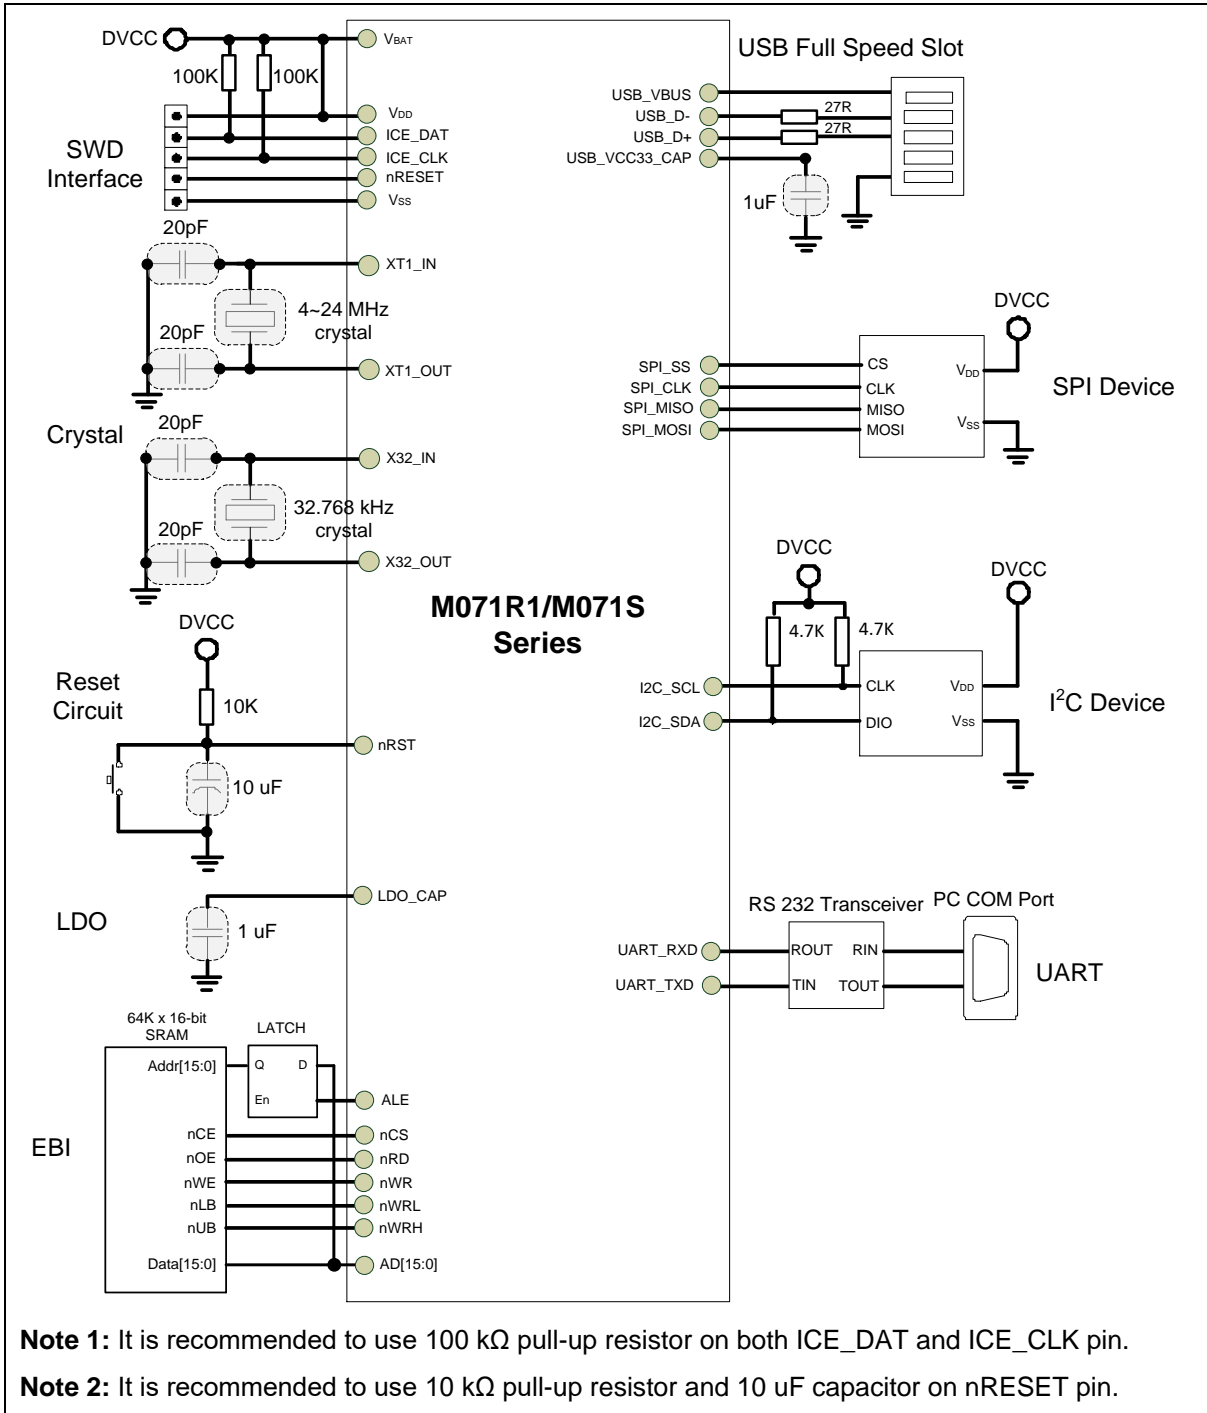 DVCC
100K
100K
SWD
Interface
VBAT
VDD
ICE_DAT
ICE_CLK
nRESET
VSS
20pF
XT1_IN
4~24 MHz
crystal
20pF
XT1_OUT
Crystal
20pF
X32_IN
32.768 kHz
crystal
20pF
X32_OUT
DVCC
Reset
Circuit
10K
nRST
10 uF
LDO
LDO_CAP
1 uF
64K x 16-bit
SRAM
LATCH
Addr[15:0]
Q
D
En
ALE
EBI
nCE
nCS
nOE
nRD
nWE
nWR
nLB
nWRL
nUB
nWRH
Data[15:0]
AD[15:0]
M071R1/M071S
Series
USB Full Speed Slot
USB_VBUS
USB_D-
27R
USB_D+
27R
USB_VCC33_CAP
1uF
DVCC
SPI_SS
CS
SPI_CLK
CLK
SPI_MISO
MISO
SPI_MOSI
MOSI
VDD
VSS
SPI Device
DVCC
DVCC
4.7K
4.7K
I2C_SCL
CLK
I2C_SDA
DIO
VDD
VSS
I2C Device
RS 232 Transceiver
PC COM Port
UART_RXD
ROUT
RIN
UART_TXD
TIN
TOUT
UART
Note 1: It is recommended to use 100 kΩ pull-up resistor on both ICE_DAT and ICE_CLK pin.
Note 2: It is recommended to use 10 kΩ pull-up resistor and 10 uF capacitor on nRESET pin.